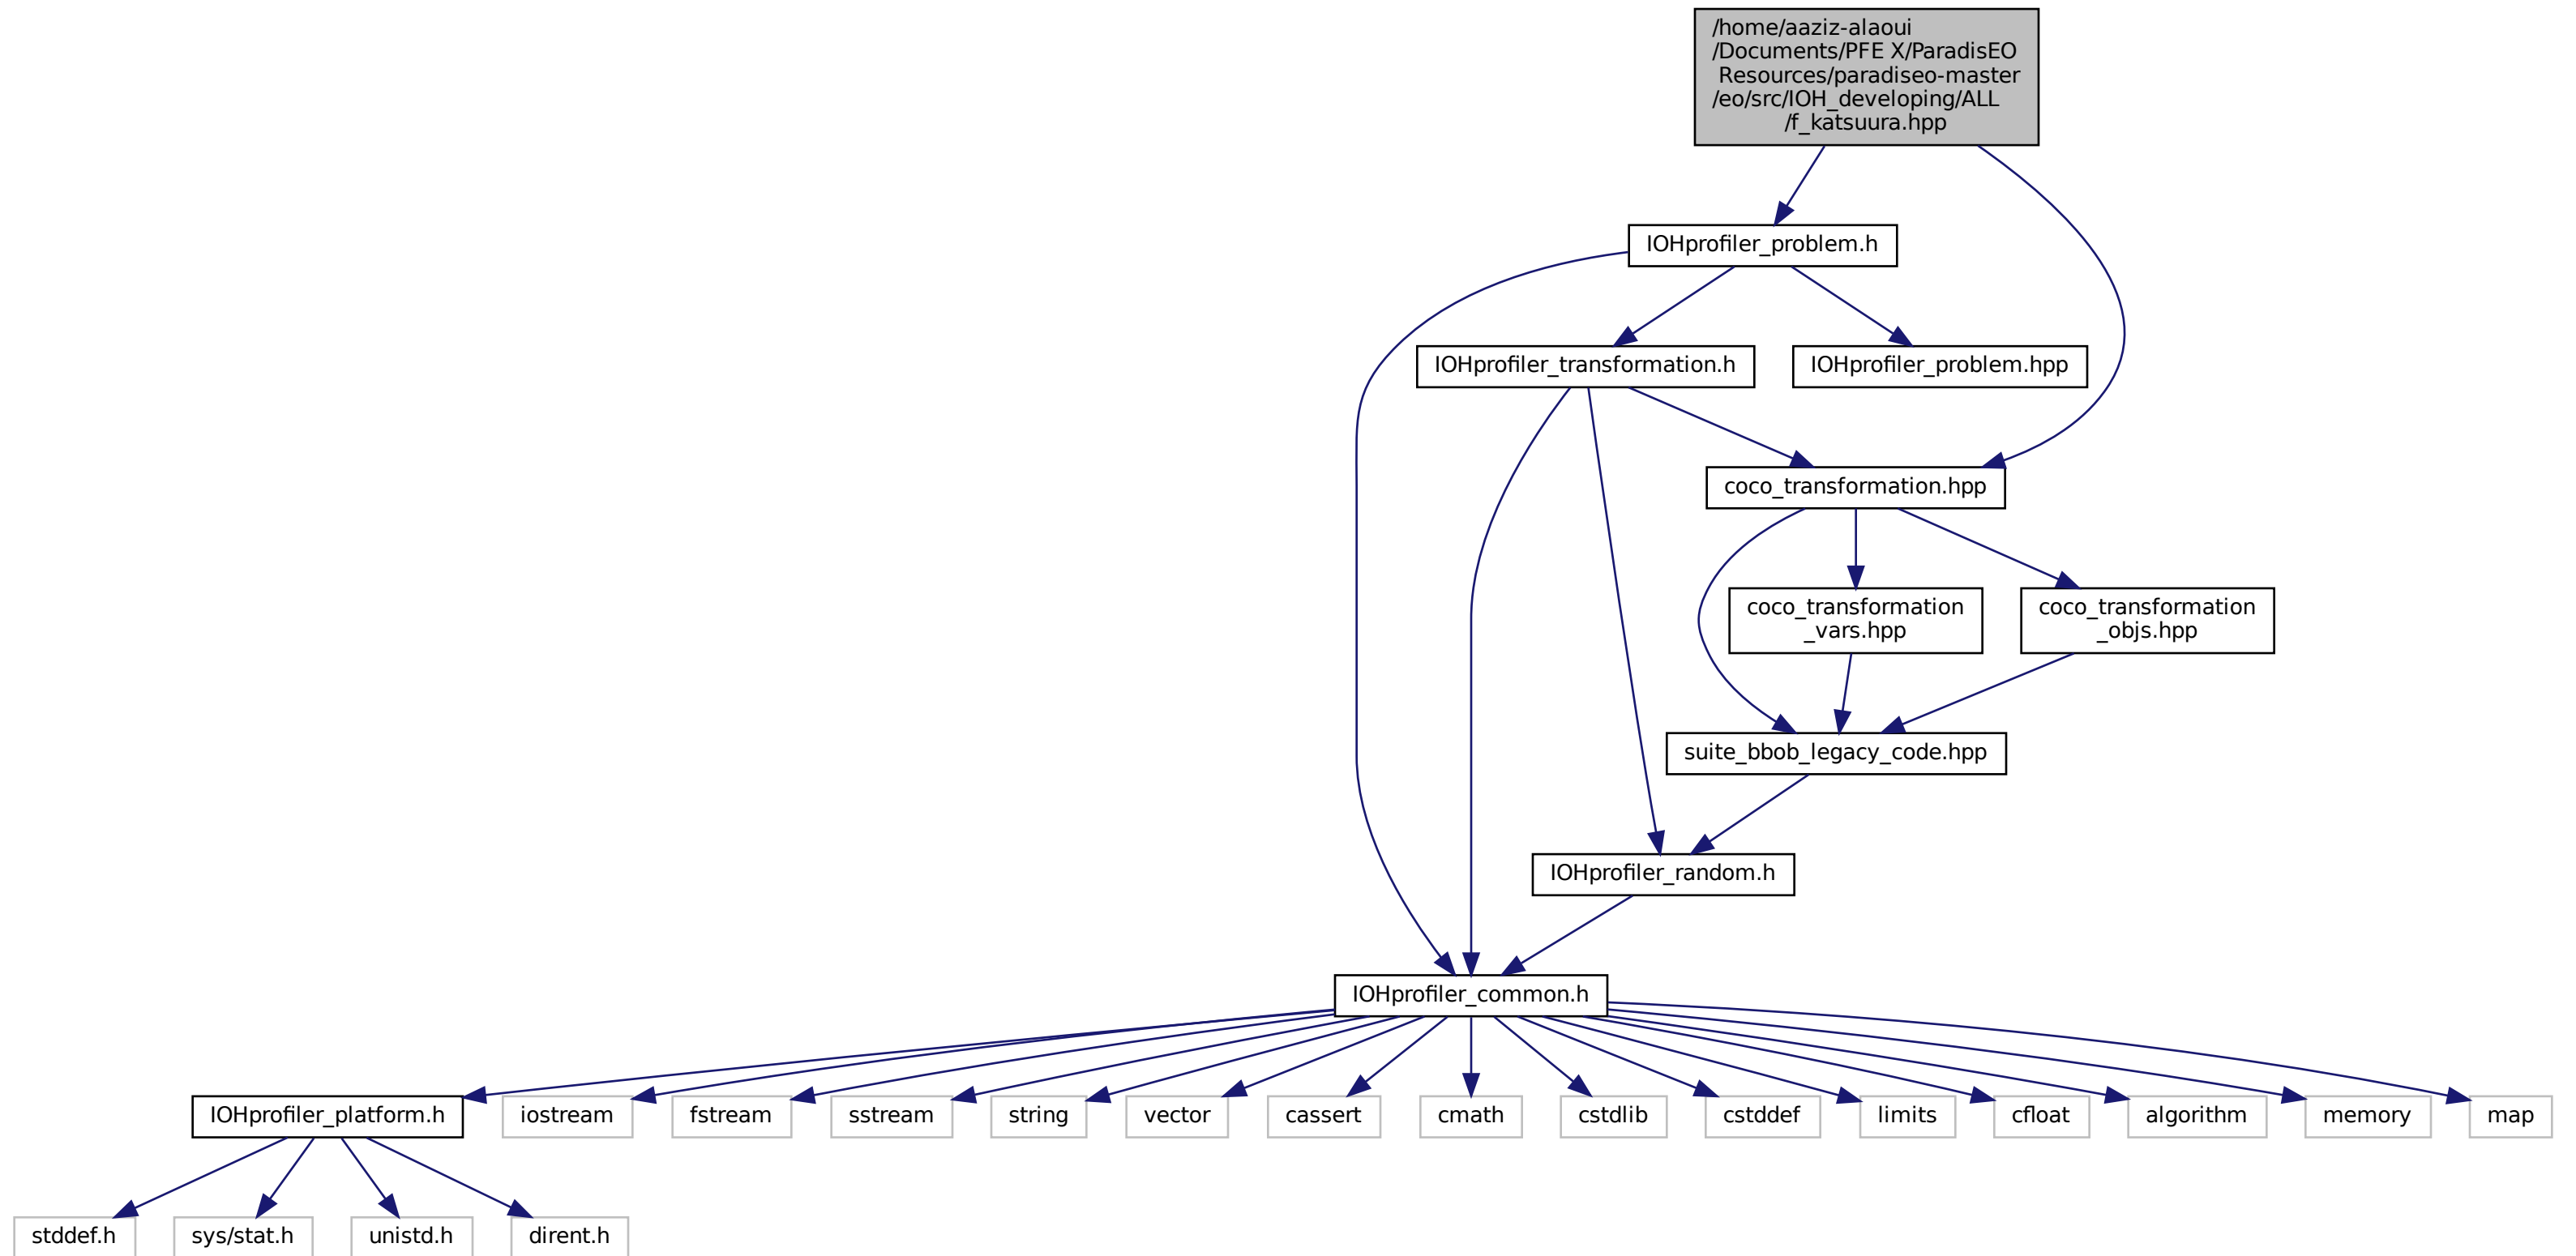 /home/aaziz-alaoui
/Documents/PFE X/ParadisEO
Resources/paradiseo-master
/eo/src/IOH_developing/ALL
/f_katsuura.hpp
IOHprofiler_problem.h
IOHprofiler_transformation.h
IOHprofiler_problem.hpp
coco_transformation.hpp
coco_transformation
_vars.hpp
coco_transformation
_objs.hpp
suite_bbob_legacy_code.hpp
IOHprofiler_random.h
IOHprofiler_common.h
IOHprofiler_platform.h
iostream
fstream
sstream
string
vector
cassert
cmath
cstdlib
cstddef
limits
cfloat
algorithm
memory
map
stddef.h
sys/stat.h
unistd.h
dirent.h